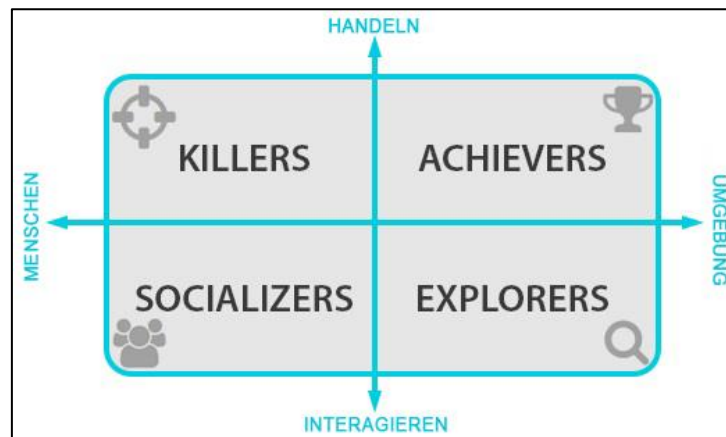 HANDELN
KILLERS
ACHIEVERS
MENSCHEN
UMGEBUNG
SOCIALIZERS
EXPLORERS
INTERAGIEREN